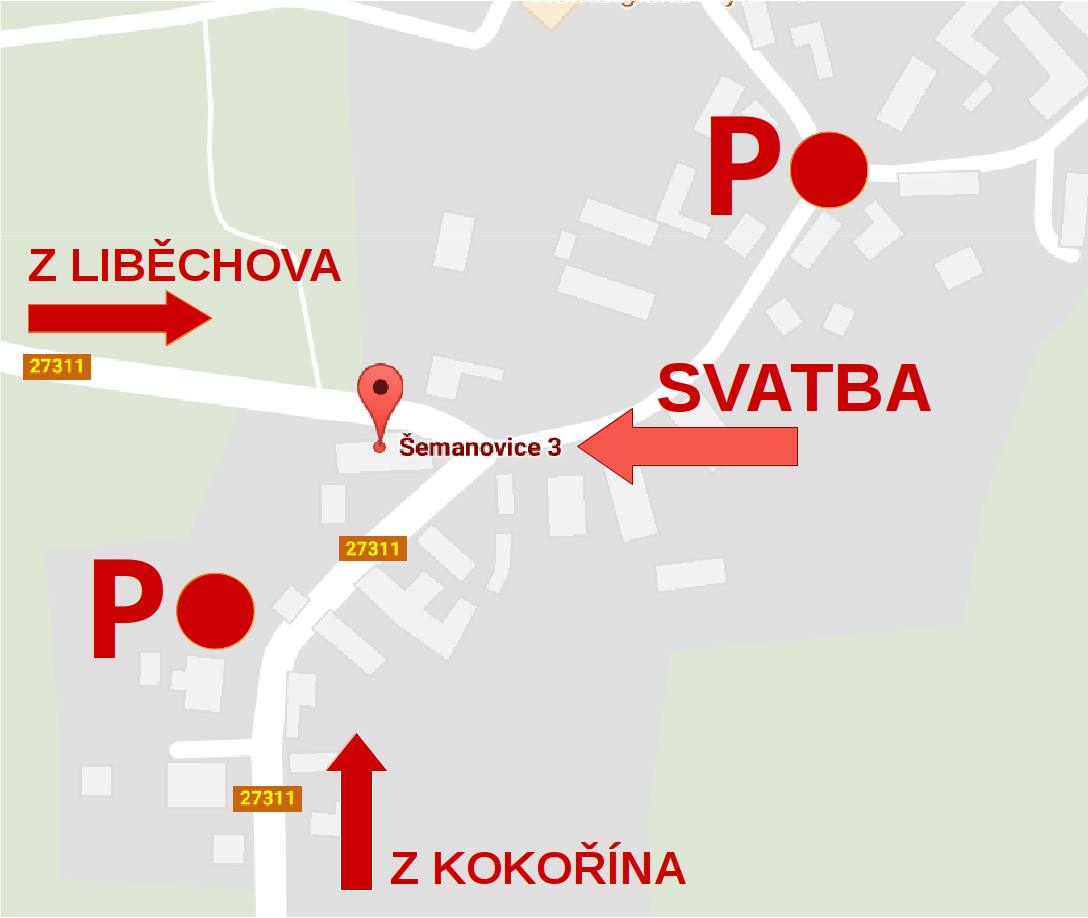 P
Z LIBĚCHOVA
27311
SVATBA
Šemanovice 3
27311
P
27311
Z KOKOŘÍNA